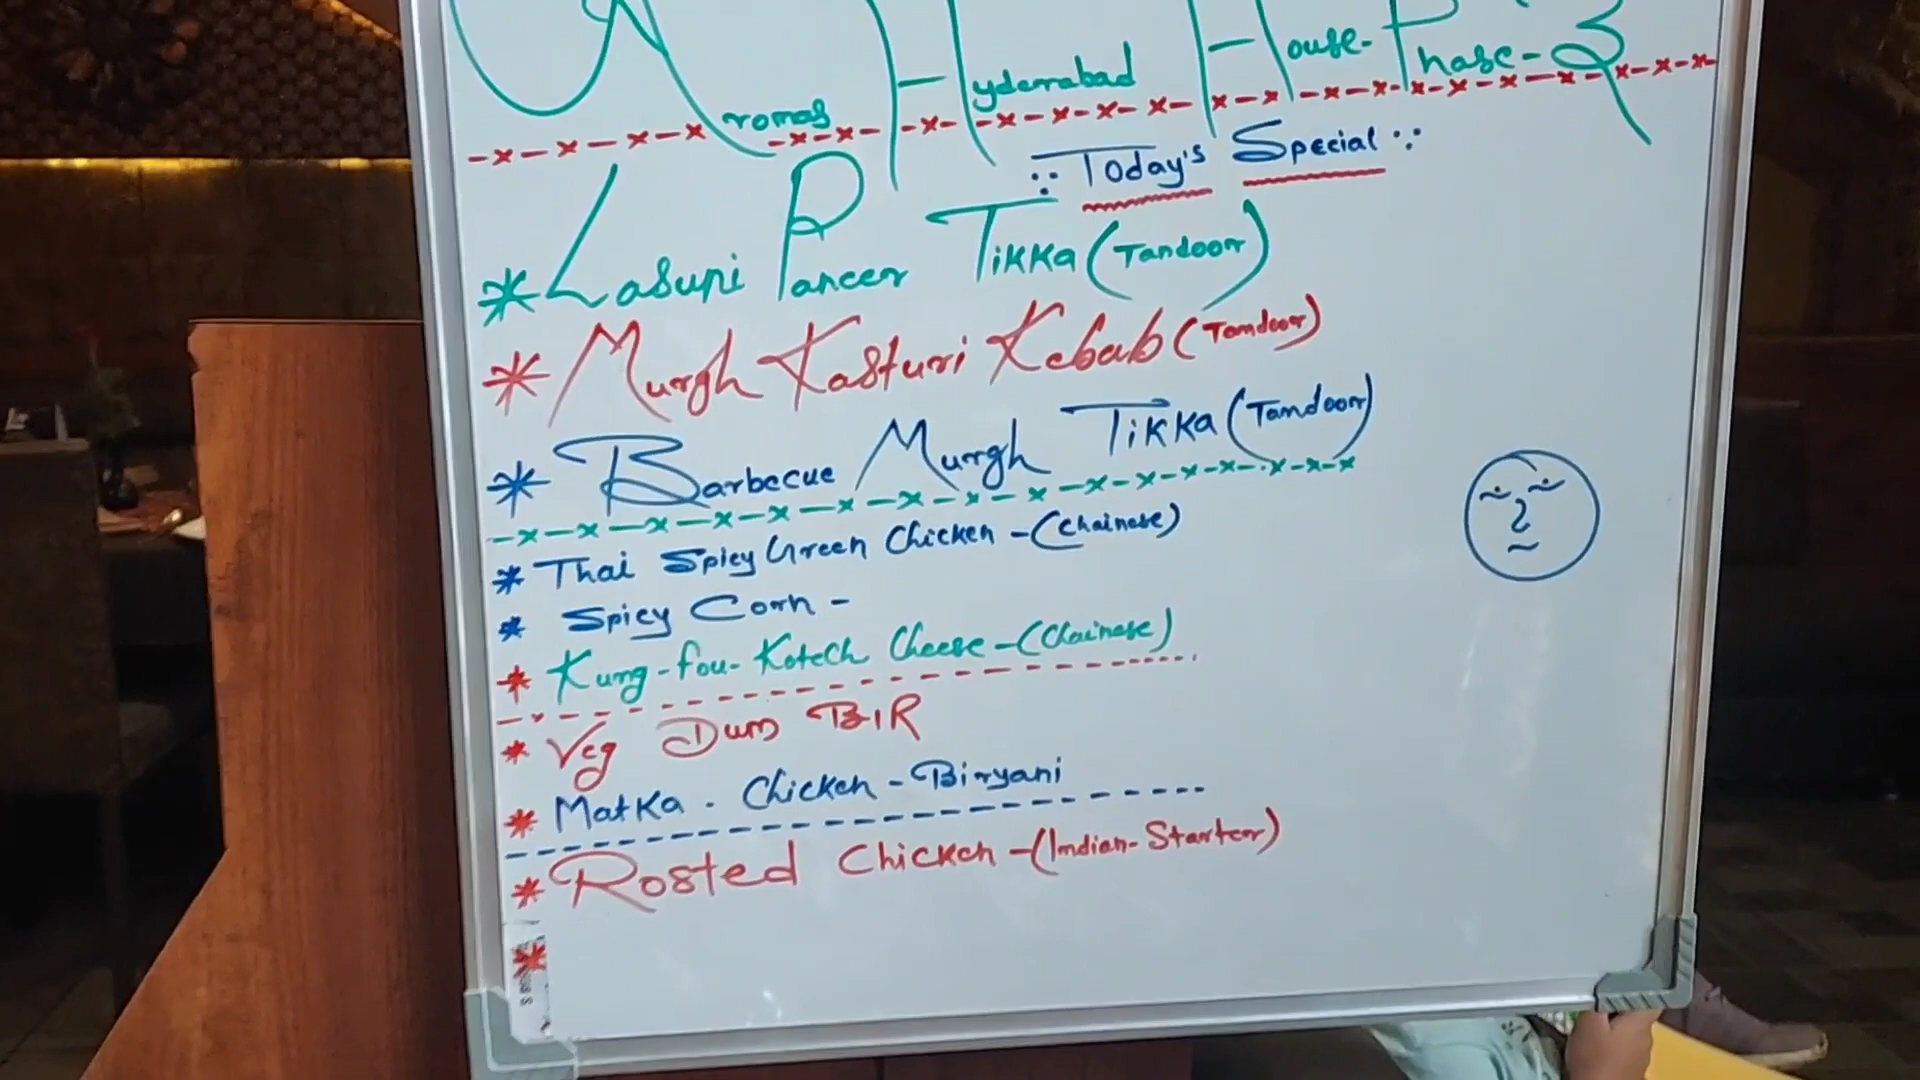 Aromas Hyderabad House-Phase-2
Today's Special
Lasuni Paneer Tikka (Tandoor)
Murgh Kasturi Kebab (Tandoor)
Barbecue Murgh Tikka (Tandoor)
Thai Spicy Green Chicken - (Chainese)
Spicy Corn -
Kung-fou-Kotech Cheese - (Chainese)
Veg Dum BIR
Matka - Chicken - Biryani
Rosted Chicken - (Indian-Starter)